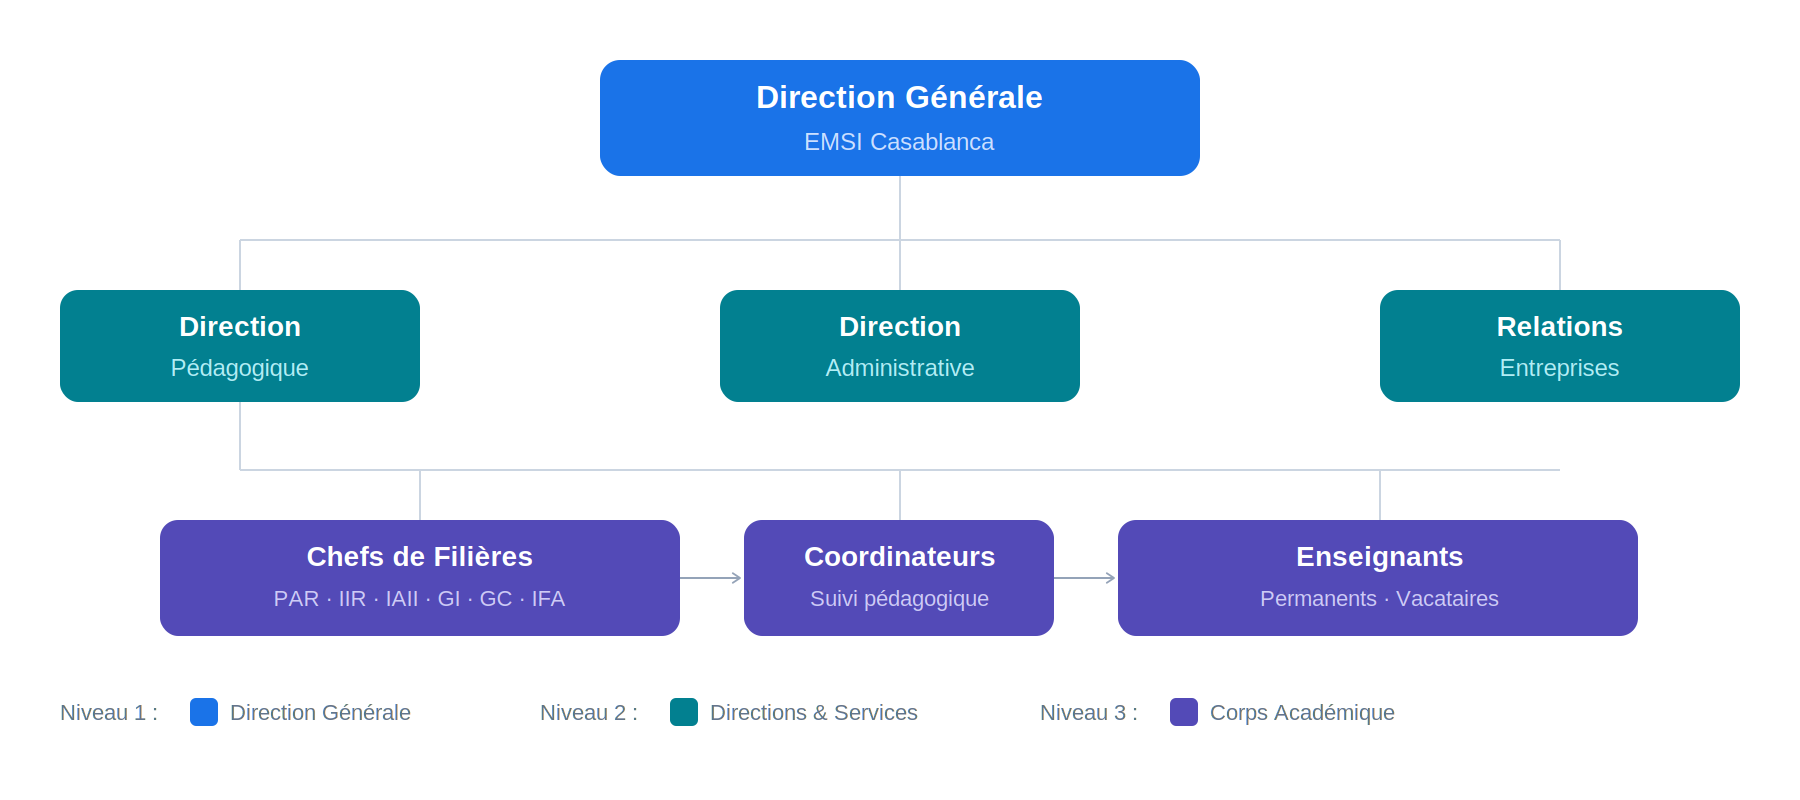 Direction Générale
EMSI Casablanca
Direction
Pédagogique
Direction
Administrative
Relations
Entreprises
Chefs de Filières
PAR · IIR · IAII · GI · GC · IFA
Coordinateurs
Suivi pédagogique
Enseignants
Permanents · Vacataires
Niveau 1 : Direction Générale
Niveau 2 : Directions & Services
Niveau 3 : Corps Académique